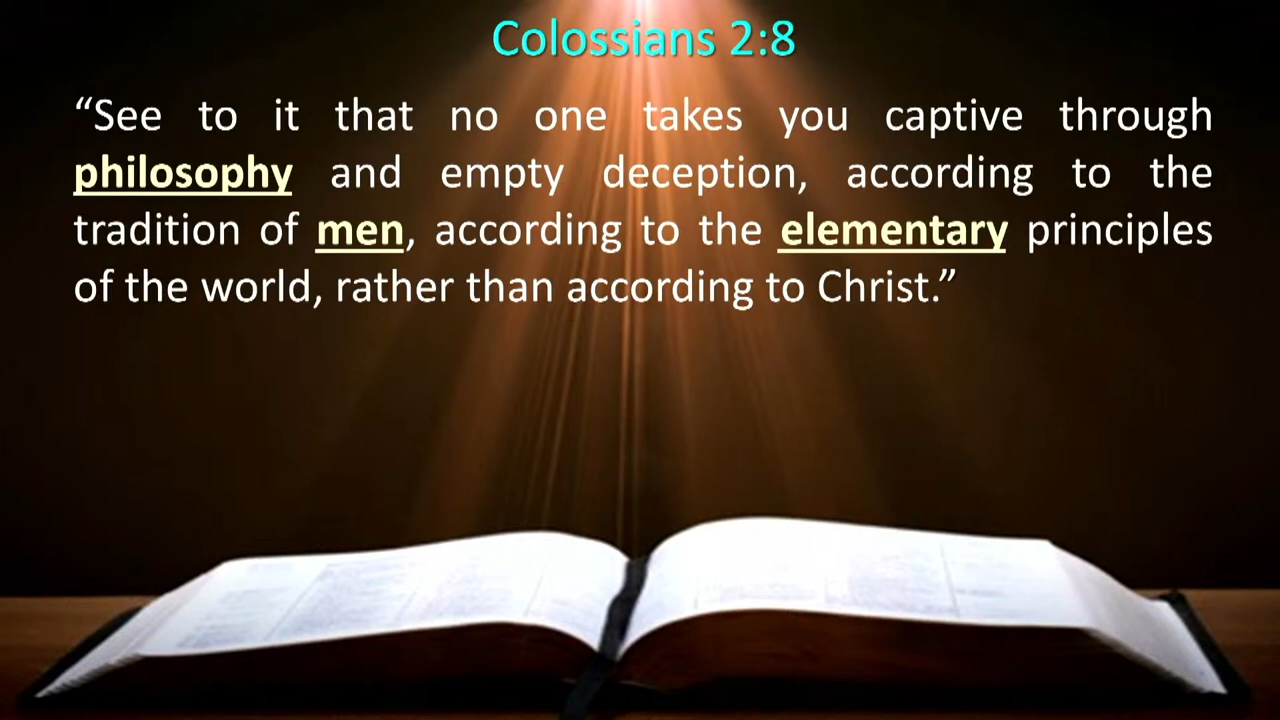 Colossians 2:8
“See to it that no one takes you captive through
philosophy and empty deception, according to the
tradition of men, according to the elementary principles
of the world, rather than according to Christ.”